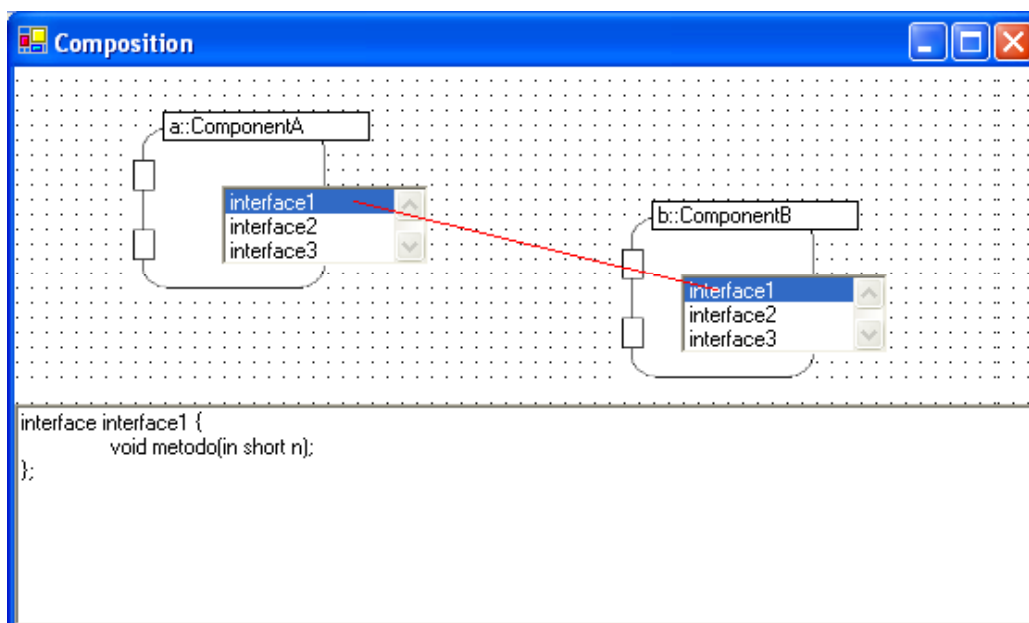 Composition
a::ComponentA
interface1
interface2
interface3
b::ComponentB
interface1
interface2
interface3
interface interface1 {
void metodo(in short n);
};